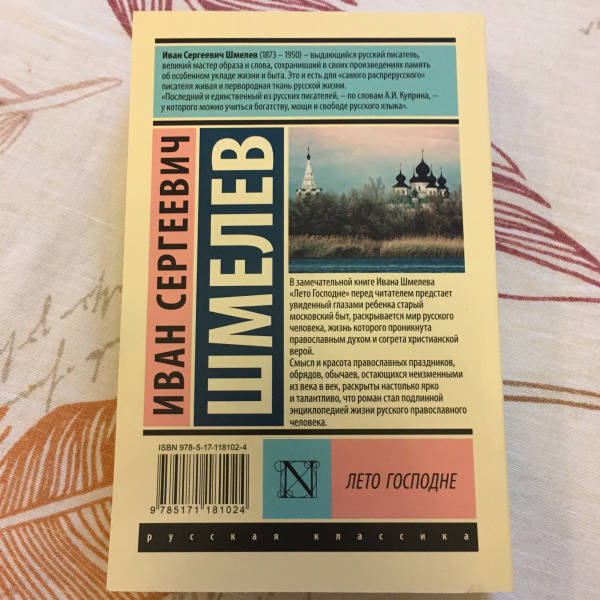 Иван Сергеевич Шмелев (1873 – 1950) – выдающийся русский писатель,
великий мастер образа и слова, сохранивший в своих произведениях память
об особенном укладе жизни и быта. Это и есть для «самого распрерусского»
писателя живая и первородная ткань русской жизни.
«Последний и единственный из русских писателей, – по словам А.И. Куприна, –
у которого можно учиться богатству, мощи и свободе русского языка».
ИВАН СЕРГЕЕВИЧ
ШМЕЛЕВ
В замечательной книге Ивана Шмелева
«Лето Господне» перед читателем предстает
увиденный глазами ребенка старый
московский быт, раскрывается мир русского
человека, жизнь которого проникнута
православным духом и согрета христианской
верой.
Смысл и красота православных праздников,
обрядов, обычаев, остающихся неизменными
из века в век, раскрыты настолько ярко
и талантливо, что роман стал подлинной
энциклопедией жизни русского православного
человека.
ISBN 978-5-17-118102-4
9 785171 181024
N
ЛЕТО ГОСПОДНЕ
русская классика